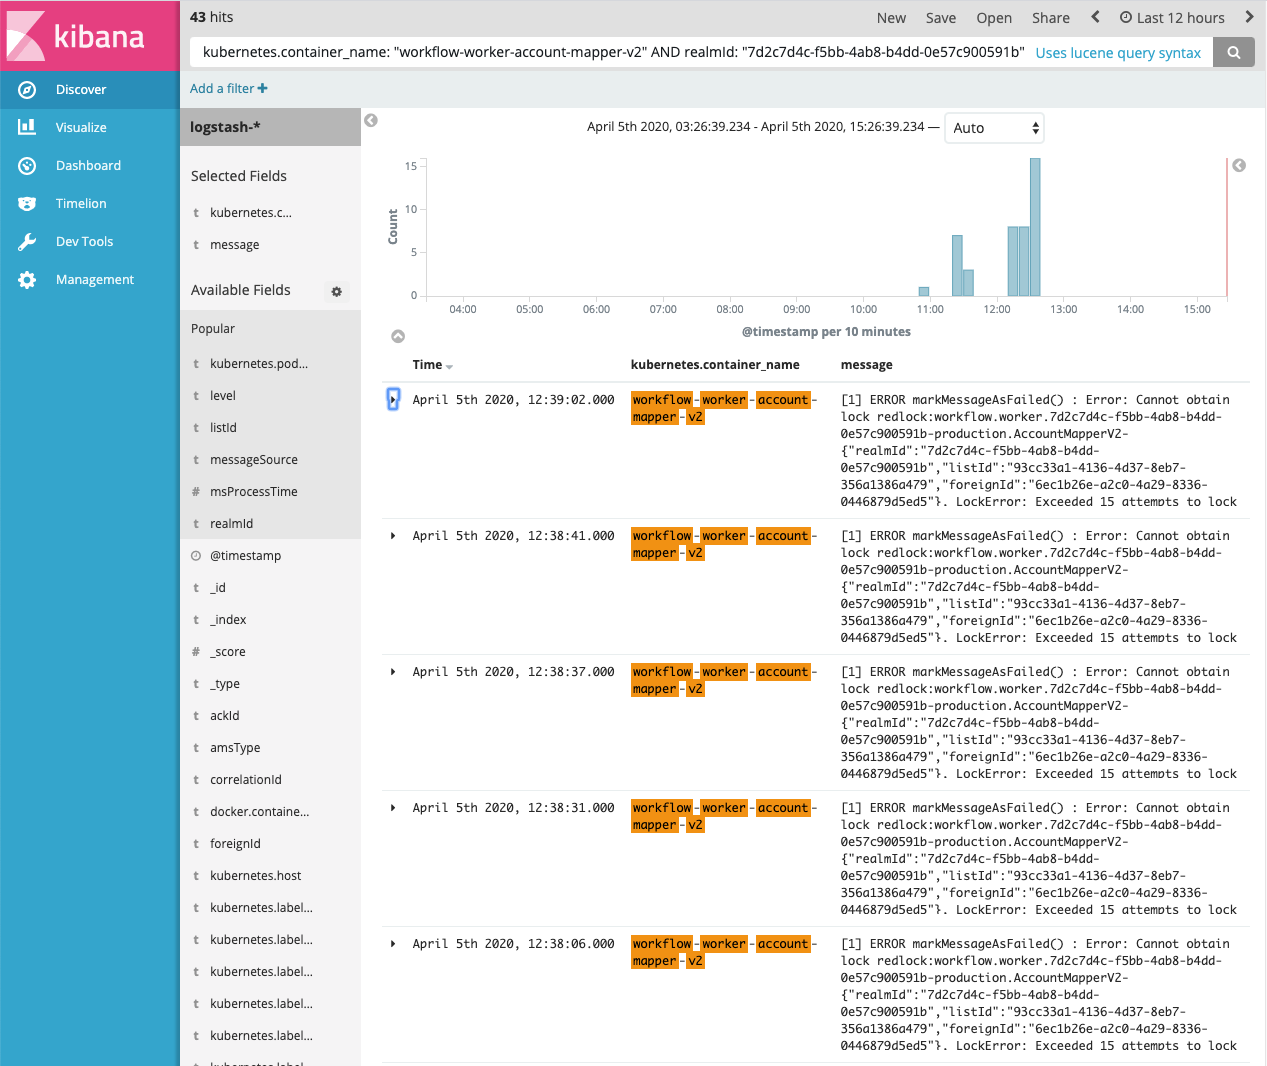 kibana
Discover
Visualize
Dashboard
Timelion
Dev Tools
Management
43 hits
New Save Open Share Last 12 hours
kubernetes.container_name: "workflow-worker-account-mapper-v2" AND realmId: "7d2c7d4c-f5bb-4ab8-b4dd-0e57c900591b" Uses lucene query syntax
Add a filter +
logstash-*
Selected Fields
t kubernetes.c...
t message
Available Fields
Popular
t kubernetes.pod...
t level
t listId
t messageSource
# msProcessTime
t realmId
@timestamp
t _id
t _index
# _score
t _type
t ackId
t amsType
t correlationId
t docker.containe...
t foreignId
t kubernetes.host
t kubernetes.label...
t kubernetes.label...
t kubernetes.label...
t kubernetes.label...
t kubernetes.label...
kubernetes.label...
April 5th 2020, 03:26:39.234 - April 5th 2020, 15:26:39.234 — Auto
Count
15
10
5
0
04:00 05:00 06:00 07:00 08:00 09:00 10:00 11:00 12:00 13:00 14:00 15:00
@timestamp per 10 minutes
Time kubernetes.container_name message
April 5th 2020, 12:39:02.000
workflow-worker-account-
mapper-v2
[1] ERROR markMessageAsFailed() : Error: Cannot obtain
lock redlock:workflow.worker.7d2c7d4c-f5bb-4ab8-b4dd-
0e57c900591b-production.AccountMapperV2-
{"realmId":"7d2c7d4c-f5bb-4ab8-b4dd-
0e57c900591b","listId":"93cc33a1-4136-4d37-8eb7-
356a1386a479","foreignId":"6ec1b26e-a2c0-4a29-8336-
0446879d5ed5"}. LockError: Exceeded 15 attempts to lock
April 5th 2020, 12:38:41.000
workflow-worker-account-
mapper-v2
[1] ERROR markMessageAsFailed() : Error: Cannot obtain
lock redlock:workflow.worker.7d2c7d4c-f5bb-4ab8-b4dd-
0e57c900591b-production.AccountMapperV2-
{"realmId":"7d2c7d4c-f5bb-4ab8-b4dd-
0e57c900591b","listId":"93cc33a1-4136-4d37-8eb7-
356a1386a479","foreignId":"6ec1b26e-a2c0-4a29-8336-
0446879d5ed5"}. LockError: Exceeded 15 attempts to lock
April 5th 2020, 12:38:37.000
workflow-worker-account-
mapper-v2
[1] ERROR markMessageAsFailed() : Error: Cannot obtain
lock redlock:workflow.worker.7d2c7d4c-f5bb-4ab8-b4dd-
0e57c900591b-production.AccountMapperV2-
{"realmId":"7d2c7d4c-f5bb-4ab8-b4dd-
0e57c900591b","listId":"93cc33a1-4136-4d37-8eb7-
356a1386a479","foreignId":"6ec1b26e-a2c0-4a29-8336-
0446879d5ed5"}. LockError: Exceeded 15 attempts to lock
April 5th 2020, 12:38:31.000
workflow-worker-account-
mapper-v2
[1] ERROR markMessageAsFailed() : Error: Cannot obtain
lock redlock:workflow.worker.7d2c7d4c-f5bb-4ab8-b4dd-
0e57c900591b-production.AccountMapperV2-
{"realmId":"7d2c7d4c-f5bb-4ab8-b4dd-
0e57c900591b","listId":"93cc33a1-4136-4d37-8eb7-
356a1386a479","foreignId":"6ec1b26e-a2c0-4a29-8336-
0446879d5ed5"}. LockError: Exceeded 15 attempts to lock
April 5th 2020, 12:38:06.000
workflow-worker-account-
mapper-v2
[1] ERROR markMessageAsFailed() : Error: Cannot obtain
lock redlock:workflow.worker.7d2c7d4c-f5bb-4ab8-b4dd-
0e57c900591b-production.AccountMapperV2-
{"realmId":"7d2c7d4c-f5bb-4ab8-b4dd-
0e57c900591b","listId":"93cc33a1-4136-4d37-8eb7-
356a1386a479","foreignId":"6ec1b26e-a2c0-4a29-8336-
0446879d5ed5"}. LockError: Exceeded 15 attempts to lock